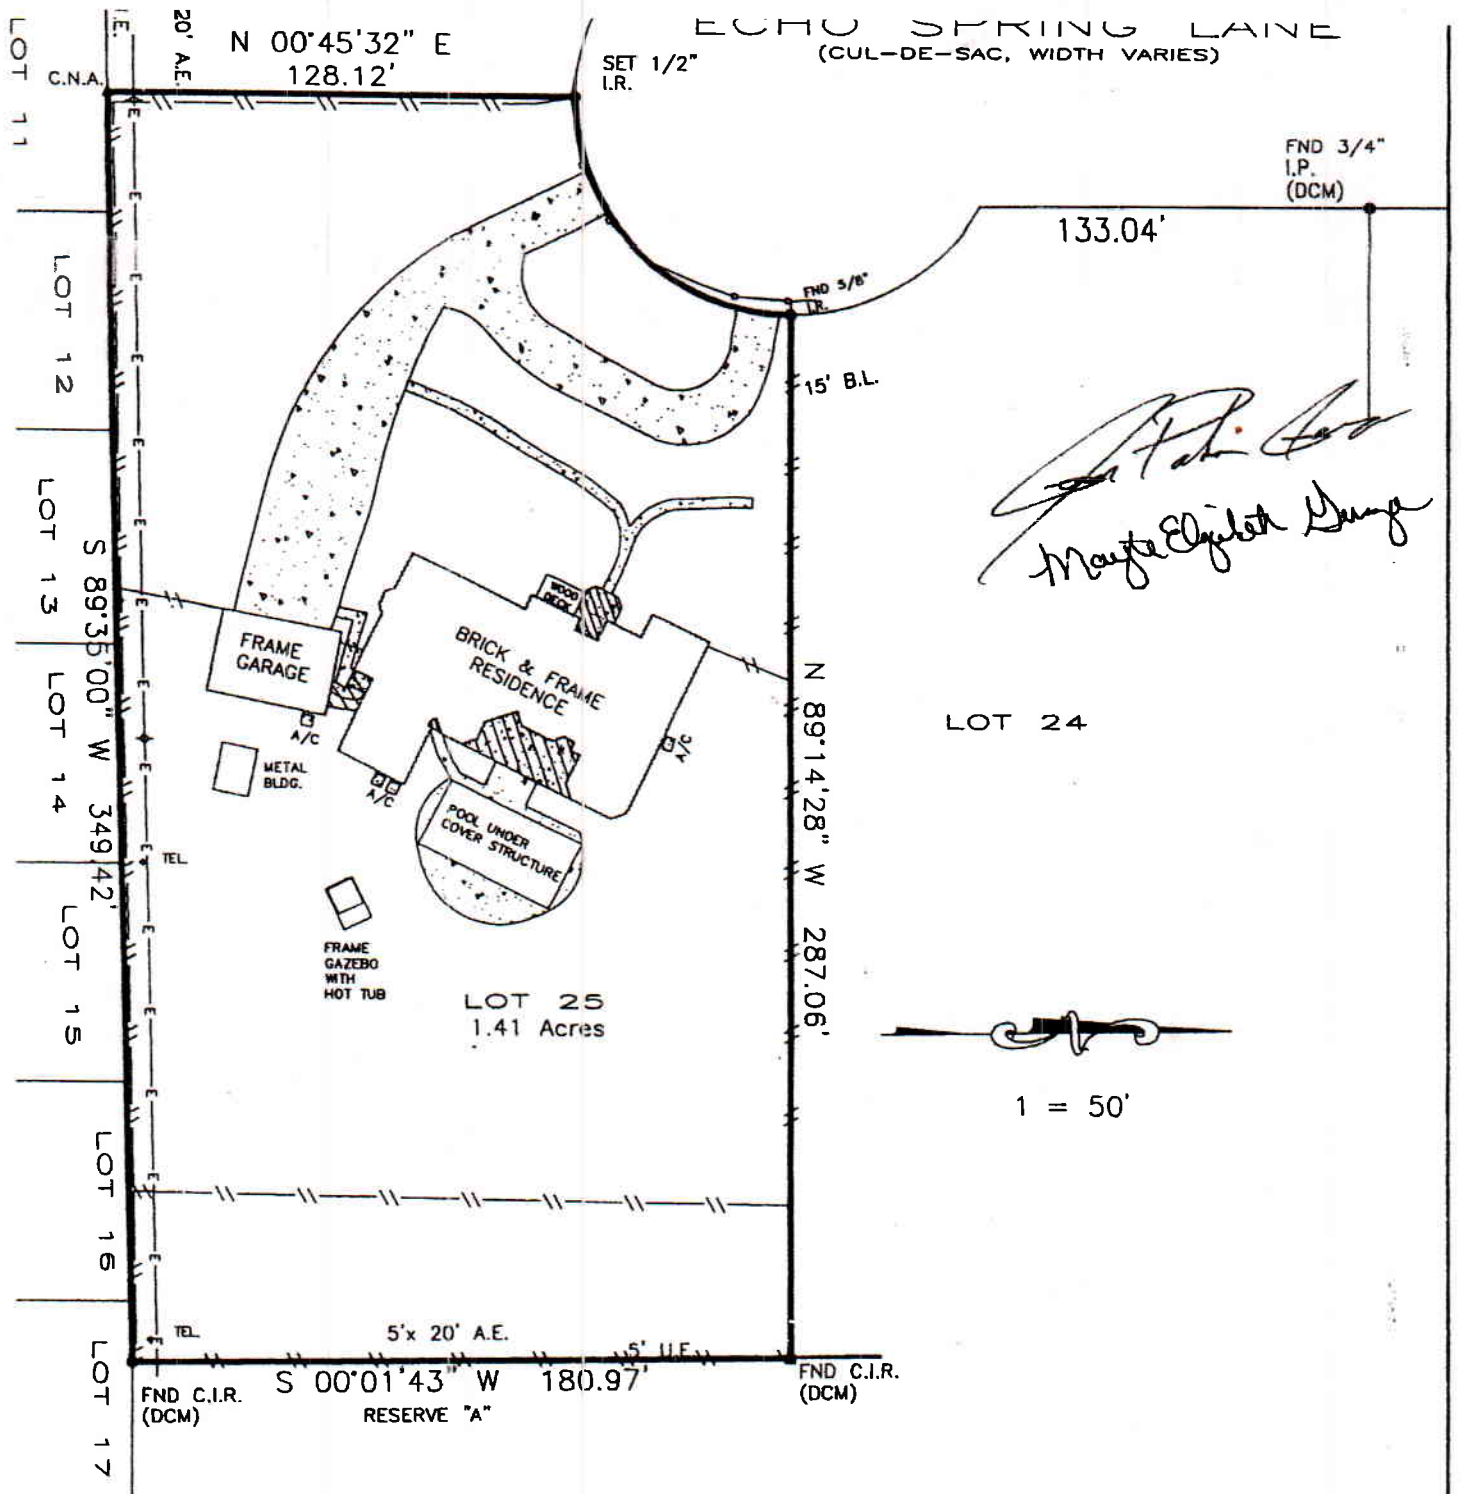 ECHO SPRING LANE
(CUL-DE-SAC, WIDTH VARIES)
N 00°45'32" E
128.12'
20' A.E.
C.N.A.
SET 1/2"
I.R.
FND 3/4"
I.P.
(DCM)
133.04'
FND 5/8"
I.R.
15' B.L.
LOT 11
LOT 12
LOT 13
LOT 14
LOT 15
LOT 16
LOT 17
S 89°35'00" W 349.42'
WOOD
DECK
FRAME
GARAGE
BRICK & FRAME
RESIDENCE
A/C
A/C
A/C
METAL
BLDG.
POOL UNDER
COVER STRUCTURE
TEL
FRAME
GAZEBO
WITH
HOT TUB
LOT 25
1.41 Acres
N 89°14'28" W 287.06'
LOT 24
Mayte Elizabeth
1 = 50'
TEL
5'x 20' A.E.
5' U.E.
S 00°01'43" W 180.97'
RESERVE "A"
FND C.I.R.
(DCM)
FND C.I.R.
(DCM)